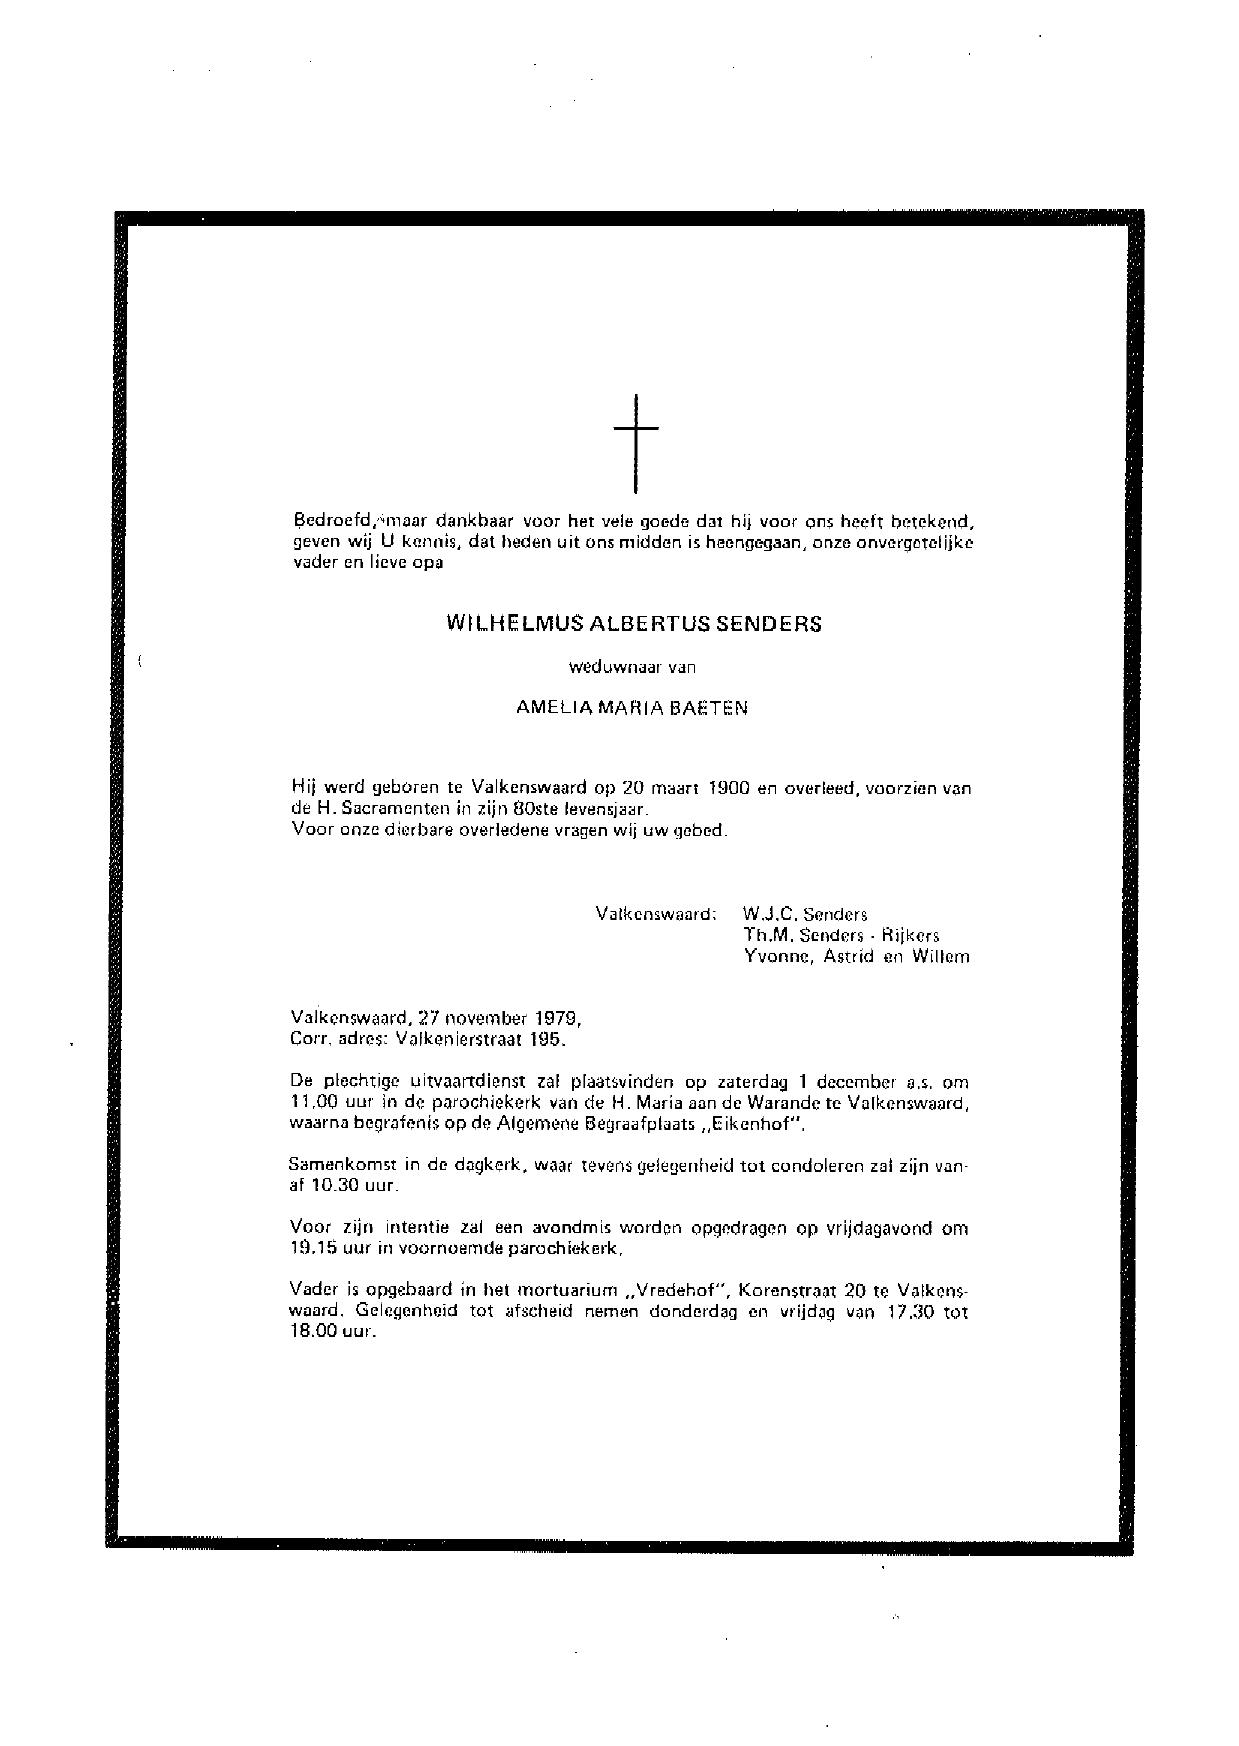 Bedroefd, maar dankbaar voor het vele goede dat hij voor ons heeft betekend,
geven wij U kennis, dat heden uit ons midden is heengegaan, onze onvergetelijke
vader en lieve opa
WILHELMUS ALBERTUS SENDERS
weduwnaar van
AMELIA MARIA BAETEN
Hij werd geboren te Valkenswaard op 20 maart 1900 en overleed, voorzien van
de H. Sacramenten in zijn 80ste levensjaar.
Voor onze dierbare overledene vragen wij uw gebed.
Valkenswaard: W.J.C. Senders
Th.M. Senders - Rijkers
Yvonne, Astrid en Willem
Valkenswaard, 27 november 1979,
Corr. adres: Valkenierstraat 195.
De plechtige uitvaartdienst zal plaatsvinden op zaterdag 1 december a.s. om
11.00 uur in de parochiekerk van de H. Maria aan de Warande te Valkenswaard,
waarna begrafenis op de Algemene Begraafplaats „Eikenhof".
Samenkomst in de dagkerk, waar tevens gelegenheid tot condoleren zal zijn van-
af 10.30 uur.
Voor zijn intentie zal een avondmis worden opgedragen op vrijdagavond om
19.15 uur in voornoemde parochiekerk.
Vader is opgebaard in het mortuarium „Vredehof", Korenstraat 20 te Valkens-
waard. Gelegenheid tot afscheid nemen donderdag en vrijdag van 17.30 tot
18.00 uur.